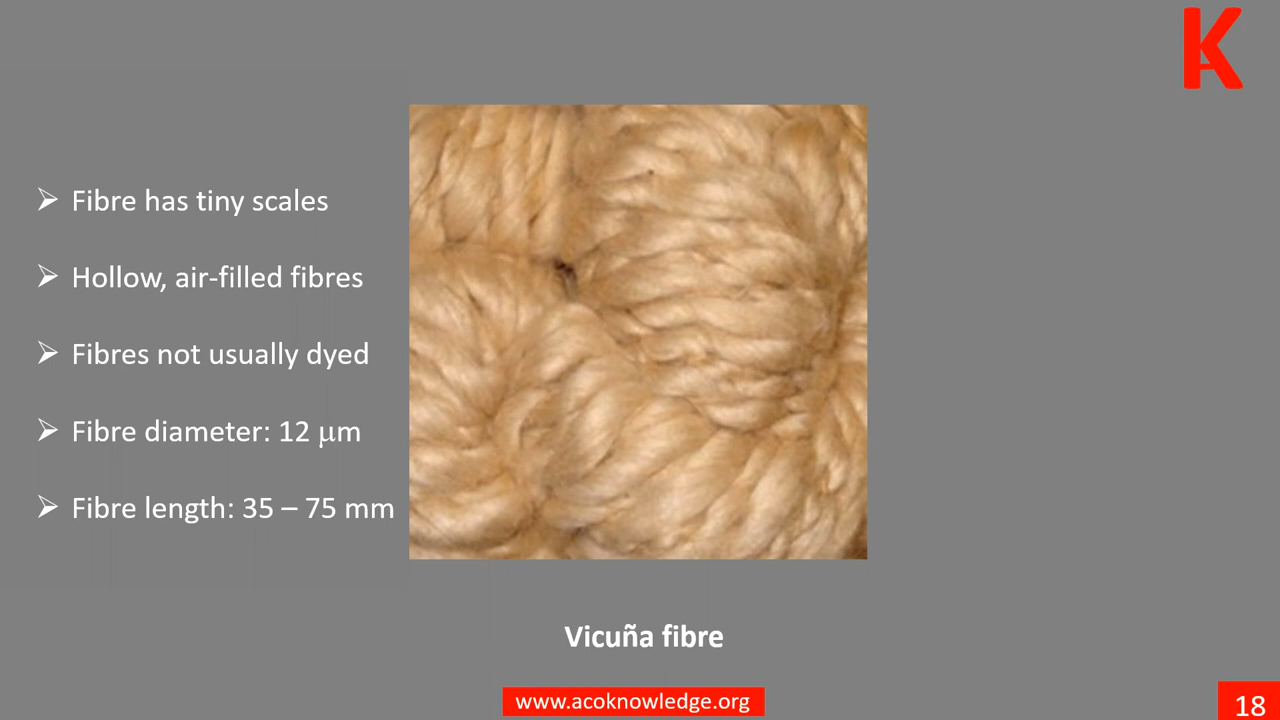 K
A
➢ Fibre has tiny scales
➢ Hollow, air-filled fibres
➢ Fibres not usually dyed
➢ Fibre diameter: 12 μm
➢ Fibre length: 35 – 75 mm
Vicuña fibre
www.acoknowledge.org
18